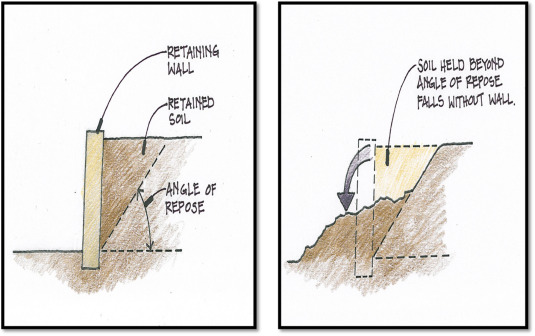 RETAINING
WALL
RETAINED
SOIL
ANGLE OF
REPOSE
SOIL HELD BEYOND
ANGLE OF REPOSE
FALLS WITHOUT WALL.